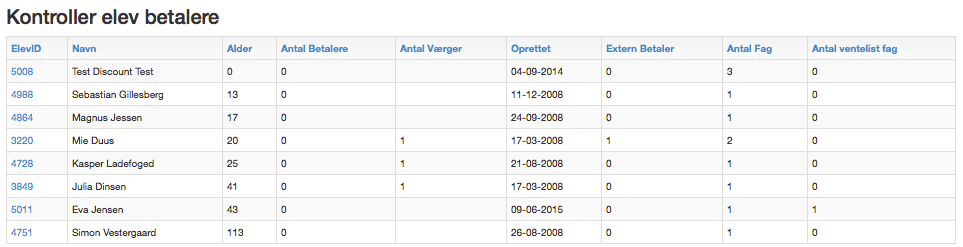 Kontroller elev betalere
ElevID Navn Alder Antal Betalere Antal Værger Oprettet Extern Betaler Antal Fag Antal ventelist fag
5008 Test Discount Test 0 0 04-09-2014 0 3 0
4988 Sebastian Gillesberg 13 0 11-12-2008 0 1 0
4864 Magnus Jessen 17 0 24-09-2008 0 1 0
3220 Mie Duus 20 0 1 17-03-2008 1 2 0
4728 Kasper Ladefoged 25 0 1 21-08-2008 0 1 0
3849 Julia Dinsen 41 0 1 17-03-2008 0 1 0
5011 Eva Jensen 43 0 09-06-2015 0 1 1
4751 Simon Vestergaard 113 0 26-08-2008 0 1 0